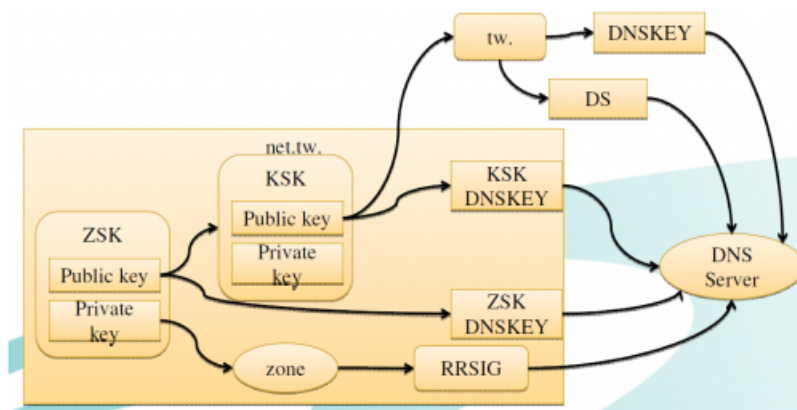 tw.
DNSKEY
DS
net.tw.
KSK
Public key
Private
key
KSK
DNSKEY
ZSK
Public key
Private
key
ZSK
DNSKEY
DNS
Server
zone
RRSIG